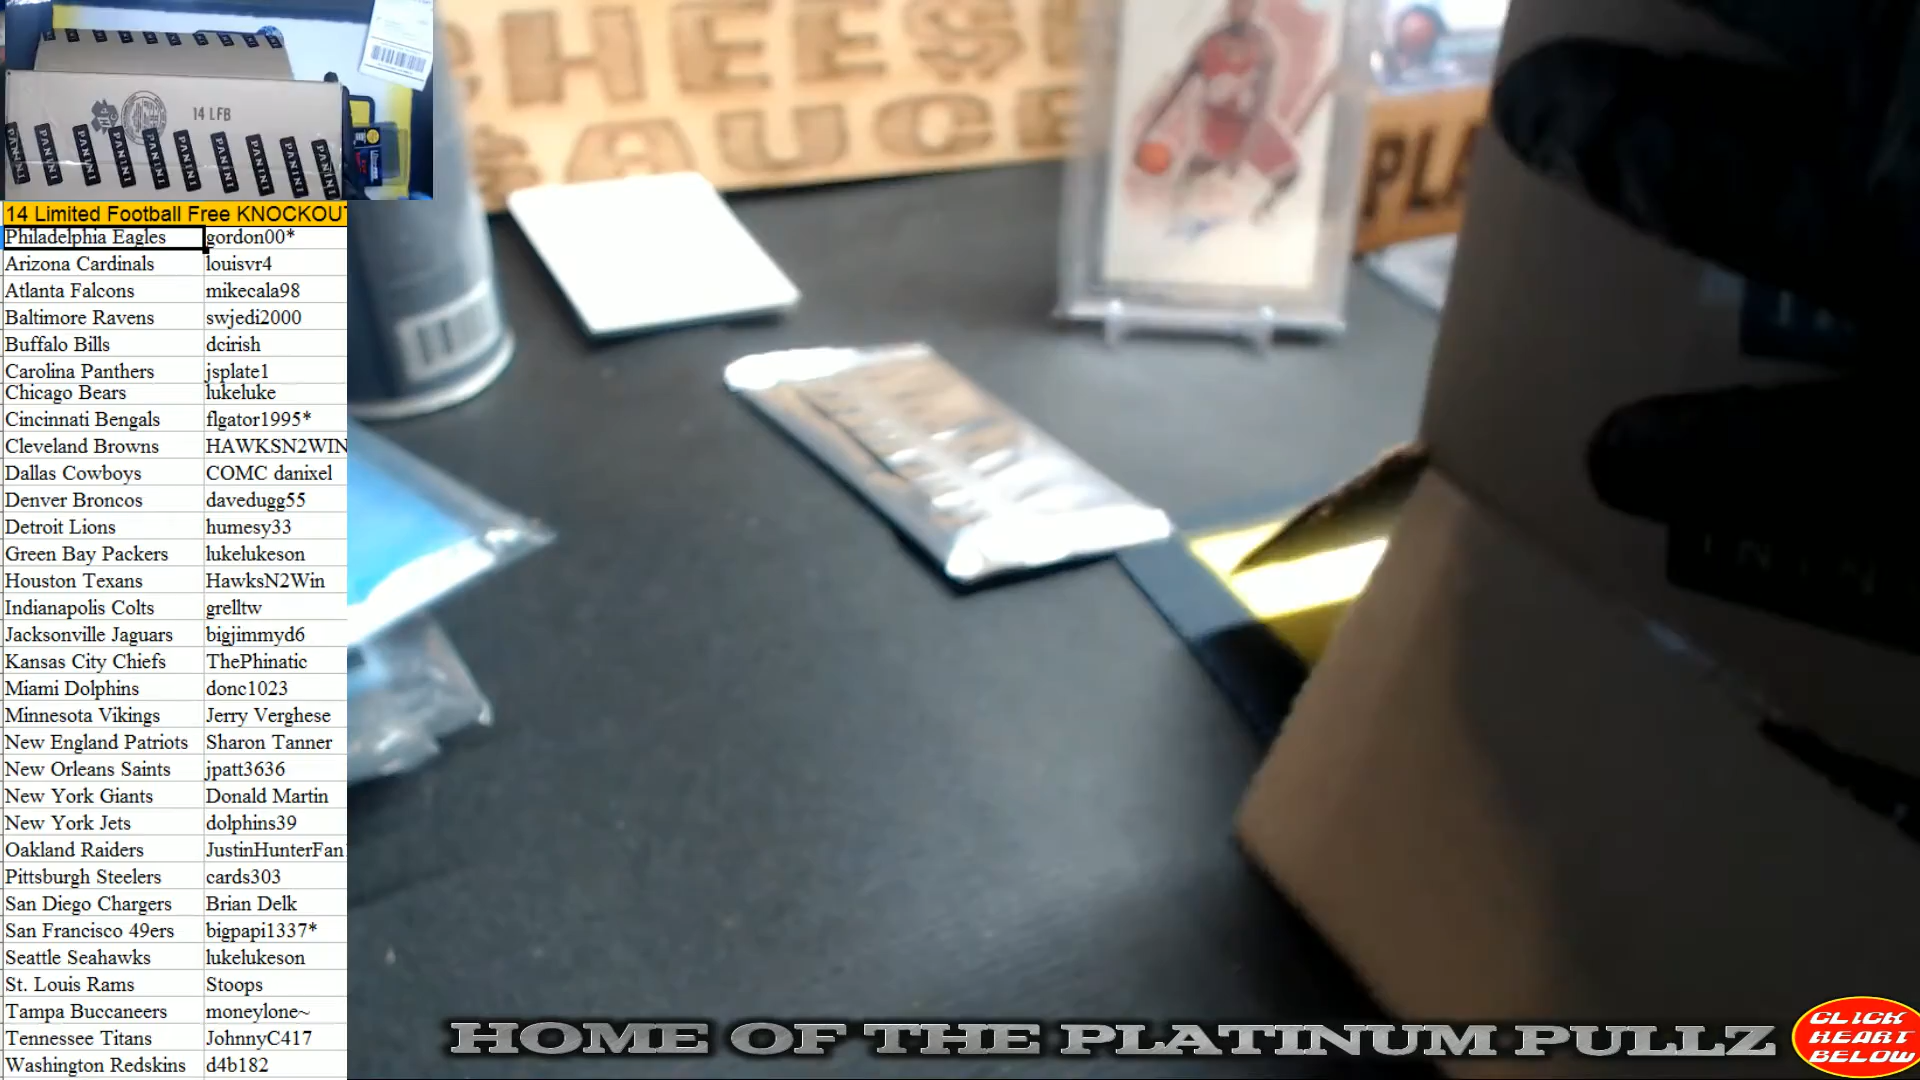 14 LFB
PANINI PANINI PANINI PANINI PANINI PANINI PANINI PANINI PANINI PANINI
14 Limited Football Free KNOCKOUT
Philadelphia Eagles gordon00*
Arizona Cardinals louisvr4
Atlanta Falcons mikecala98
Baltimore Ravens swjedi2000
Buffalo Bills dcirish
Carolina Panthers jsplate1
Chicago Bears lukeluke
Cincinnati Bengals flgator1995*
Cleveland Browns HAWKSN2WIN
Dallas Cowboys COMC danixel
Denver Broncos davedugg55
Detroit Lions humesy33
Green Bay Packers lukelukeson
Houston Texans HawksN2Win
Indianapolis Colts grelltw
Jacksonville Jaguars bigjimmyd6
Kansas City Chiefs ThePhinatic
Miami Dolphins donc1023
Minnesota Vikings Jerry Verghese
New England Patriots Sharon Tanner
New Orleans Saints jpatt3636
New York Giants Donald Martin
New York Jets dolphins39
Oakland Raiders JustinHunterFan
Pittsburgh Steelers cards303
San Diego Chargers Brian Delk
San Francisco 49ers bigpapi1337*
Seattle Seahawks lukelukeson
St. Louis Rams Stoops
Tampa Buccaneers moneylone~
Tennessee Titans JohnnyC417
Washington Redskins d4b182
CHEE$E
$AUCE
PLA
HOME OF THE PLATINUM PULLZ
CLICK
HEART
BELOW